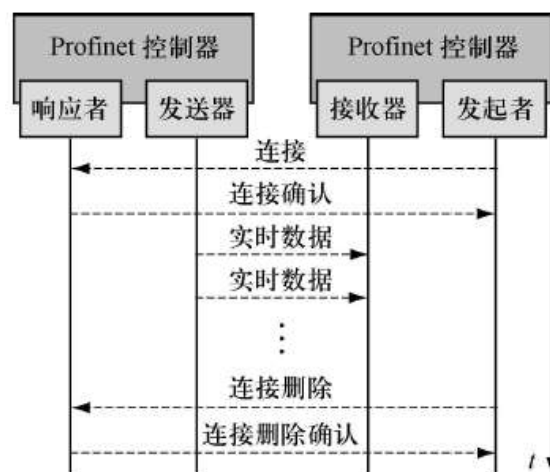 Profinet 控制器
Profinet 控制器
响应者
发送器
接收器
发起者
连接
连接确认
实时数据
实时数据
连接删除
连接删除确认
t